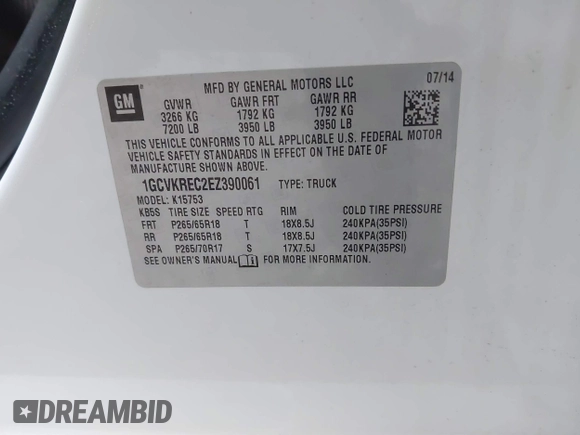 MFD BY GENERAL MOTORS LLC 07/14
GM
GVWR GAWR FRT GAWR RR
3266 KG 1792 KG 1792 KG
7200 LB 3950 LB 3950 LB
THIS VEHICLE CONFORMS TO ALL APPLICABLE U.S. FEDERAL MOTOR
VEHICLE SAFETY STANDARDS IN EFFECT ON THE DATE OF
MANUFACTURE SHOWN ABOVE.
1GCVKREC2EZ390061 TYPE: TRUCK
MODEL: K15753
KB5S TIRE SIZE SPEED RTG RIM COLD TIRE PRESSURE
FRT P265/65R18 T 18X8.5J 240KPA(35PSI)
RR P265/65R18 T 18X8.5J 240KPA(35PSI)
SPA P265/70R17 S 17X7.5J 240KPA(35PSI)
SEE OWNER'S MANUAL FOR MORE INFORMATION.
DREAMBID